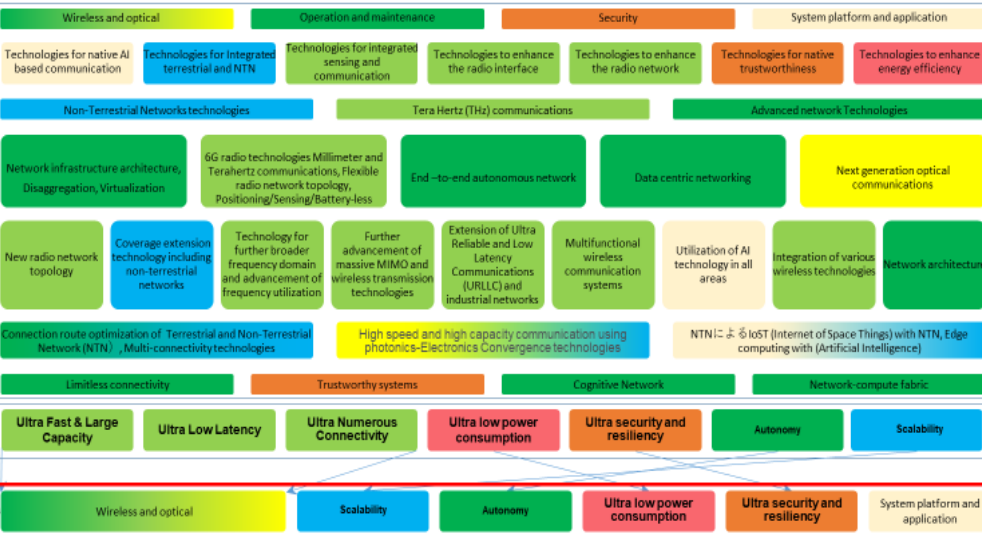 Wireless and optical
Operation and maintenance
Security
System platform and application
Technologies for native AI
based communication
Technologies for Integrated
terrestrial and NTN
Technologies for integrated
sensing and
communication
Technologies to enhance
the radio interface
Technologies to enhance
the radio network
Technologies for native
trustworthiness
Technologies to enhance
energy efficiency
Non-Terrestrial Networks technologies
Tera Hertz (THz) communications
Advanced network Technologies
Network infrastructure architecture,
Disaggregation, Virtualization
6G radio technologies Millimeter and
Terahertz communications, Flexible
radio network topology,
Positioning/Sensing/Battery-less
End –to-end autonomous network
Data centric networking
Next generation optical
communications
New radio network
topology
Coverage extension
technology including
non-terrestrial
networks
Technology for
further broader
frequency domain
and advancement of
frequency utilization
Further
advancement of
massive MIMO and
wireless transmission
technologies
Extension of Ultra
Reliable and Low
Latency
Communications
(URLLC) and
industrial networks
Multifunctional
wireless
communication
systems
Utilization of AI
technology in all
areas
Integration of various
wireless technologies
Network architectur
Connection route optimization of Terrestrial and Non-Terrestrial
Network (NTN）, Multi-connectivity technologies
High speed and high capacity communication using
photonics-Electronics Convergence technologies
NTNによるIoST (Internet of Space Things) with NTN, Edge
computing with (Artificial Intelligence)
Limitless connectivity
Trustworthy systems
Cognitive Network
Network-compute fabric
Ultra Fast & Large
Capacity
Ultra Low Latency
Ultra Numerous
Connectivity
Ultra low power
consumption
Ultra security and
resiliency
Autonomy
Scalability
Wireless and optical
Scalability
Autonomy
Ultra low power
consumption
Ultra security and
resiliency
System platform and
application